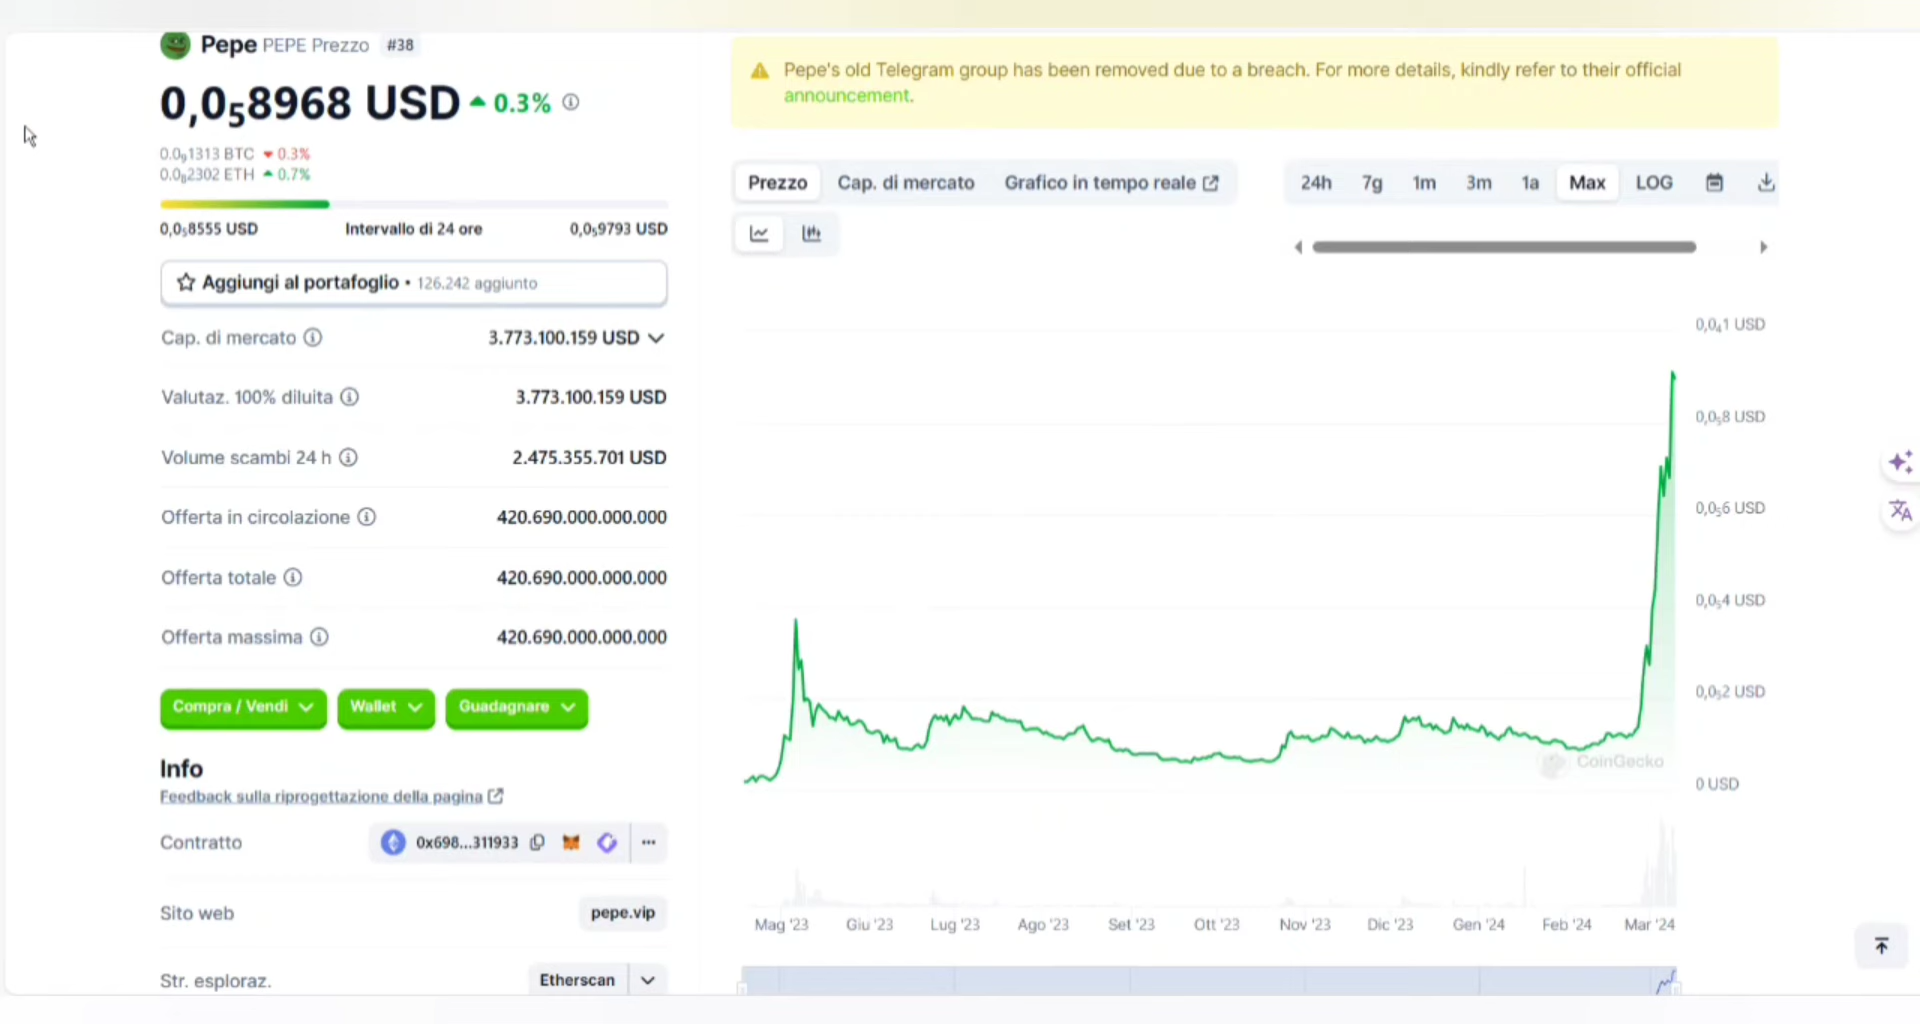 Pepe PEPE Prezzo #38
0,0₅8968 USD 0.3%
0.0₉1313 BTC 0.3%
0.0₈2302 ETH 0.7%
0,0₅8555 USD Intervallo di 24 ore 0,0₅9793 USD
Aggiungi al portafoglio • 126.242 aggiunto
Cap. di mercato 3.773.100.159 USD
Valutaz. 100% diluita 3.773.100.159 USD
Volume scambi 24 h 2.475.355.701 USD
Offerta in circolazione 420.690.000.000.000
Offerta totale 420.690.000.000.000
Offerta massima 420.690.000.000.000
Compra / Vendi Wallet Guadagnare
Info
Feedback sulla riprogettazione della pagina
Contratto 0x698...311933 ...
Sito web pepe.vip
Str. esploraz. Etherscan
Pepe's old Telegram group has been removed due to a breach. For more details, kindly refer to their official
announcement.
Prezzo Cap. di mercato Grafico in tempo reale 24h 7g 1m 3m 1a Max LOG
0,0₄1 USD
0,0₅8 USD
0,0₅6 USD
0,0₅4 USD
0,0₅2 USD
CoinGecko
0 USD
Mag '23 Giu '23 Lug '23 Ago '23 Set '23 Ott '23 Nov '23 Dic '23 Gen '24 Feb '24 Mar '24